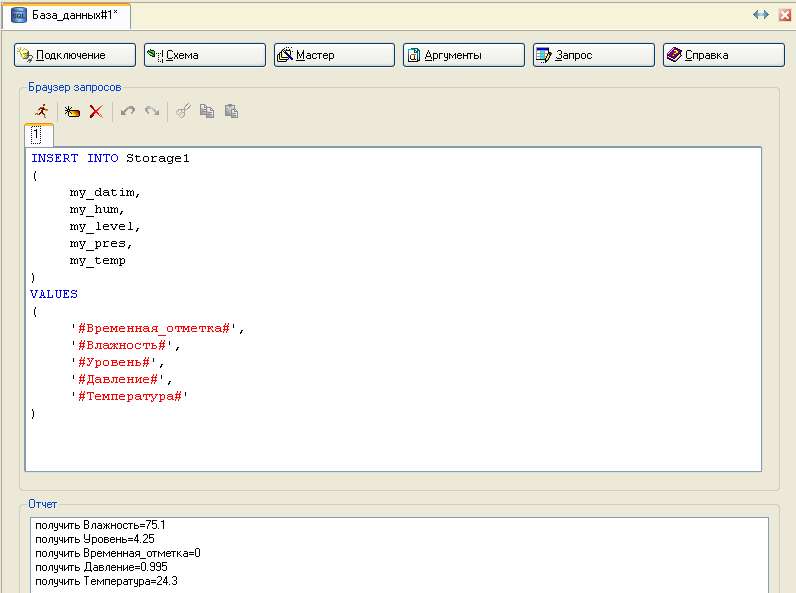 База_данных#1*
Подключение
Схема
Мастер
Аргументы
Запрос
Справка
Браузер запросов
1
INSERT INTO Storage1
(
my_datim,
my_hum,
my_level,
my_pres,
my_temp
)
VALUES
(
'#Временная_отметка#',
'#Влажность#',
'#Уровень#',
'#Давление#',
'#Температура#'
)
Отчет
получить Влажность=75.1
получить Уровень=4.25
получить Временная_отметка=0
получить Давление=0.995
получить Температура=24.3